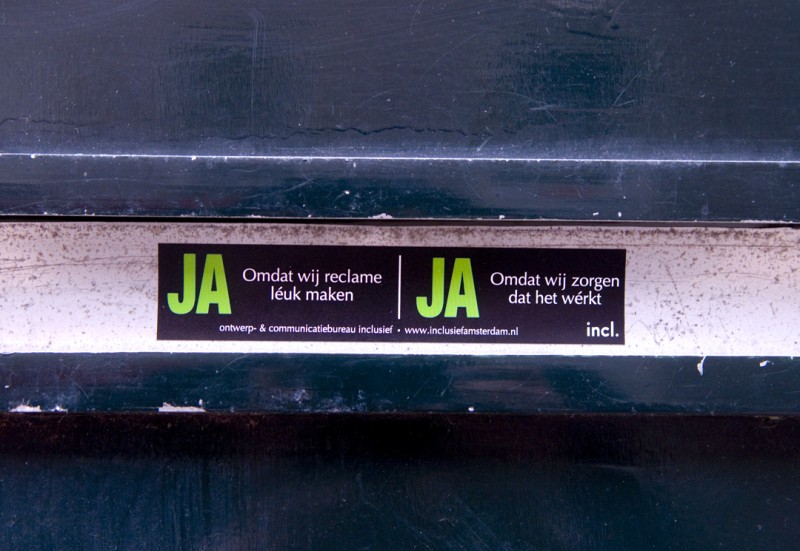 JA
Omdat wij reclame
léuk maken
JA
Omdat wij zorgen
dat het wérkt
ontwerp- & communicatiebureau inclusief • www.inclusiefamsterdam.nl
incl.